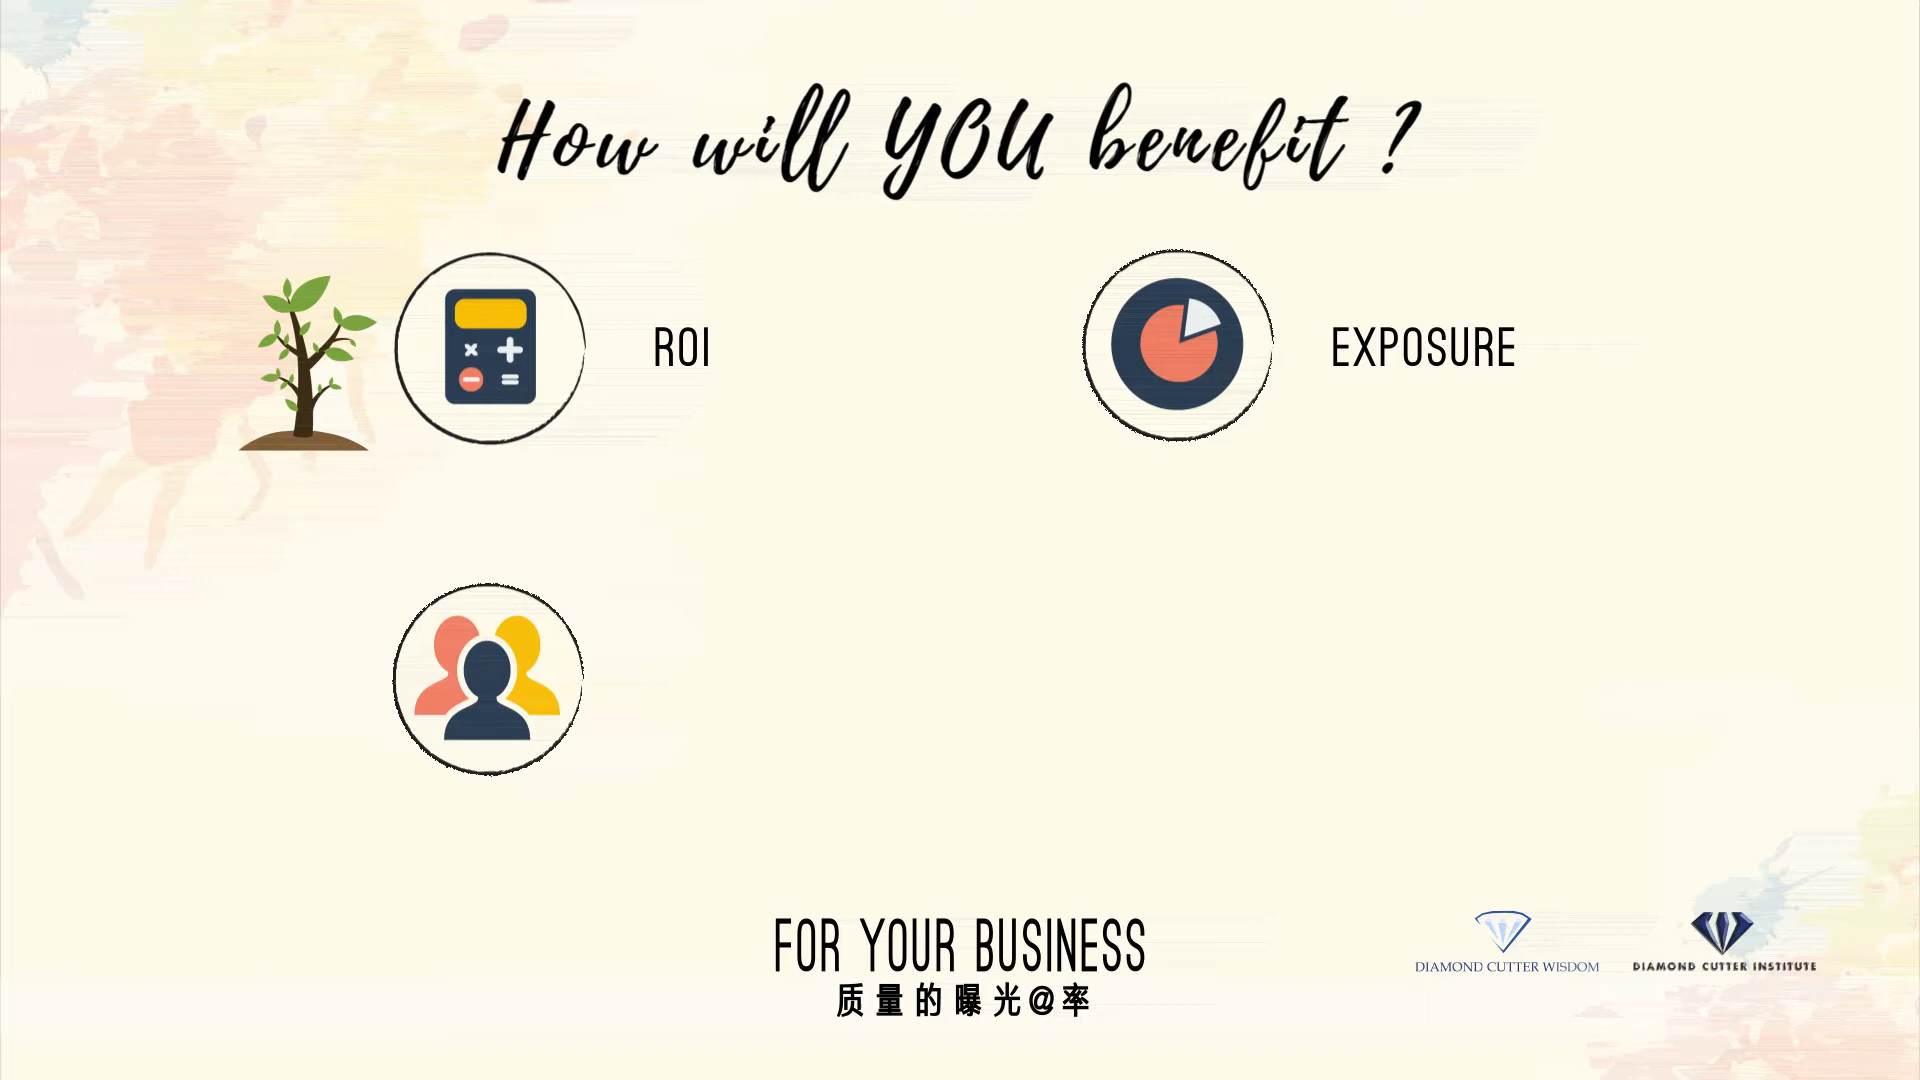 How will YOU benefit ?
ROI
EXPOSURE
FOR YOUR BUSINESS
质量的曝光@率
DIAMOND CUTTER WISDOM
DIAMOND CUTTER INSTITUTE